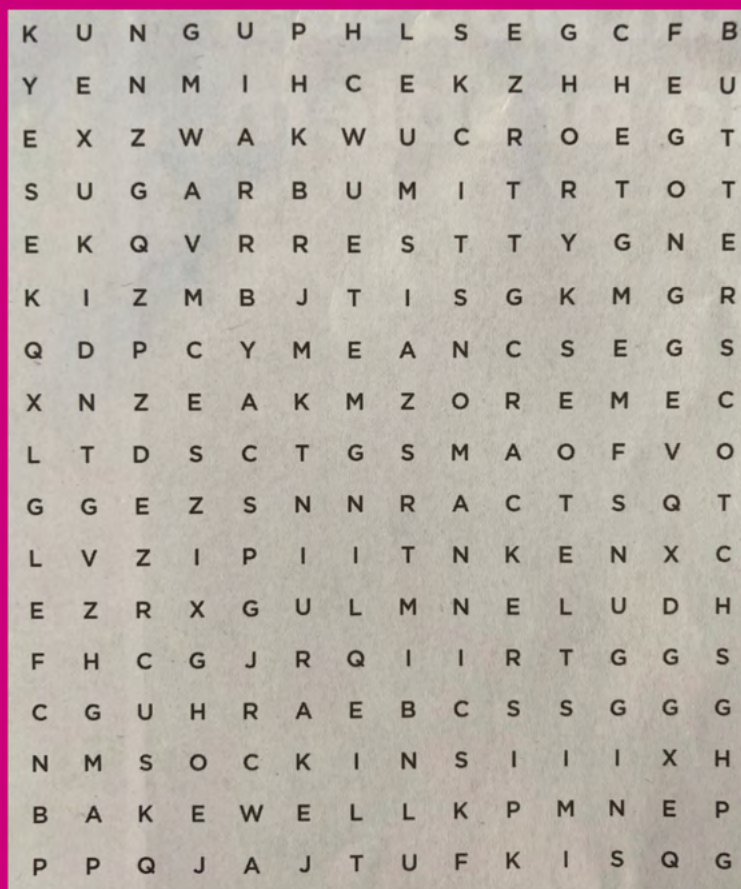 K U N G U P H L S E G C F B
Y E N M I H C E K Z H H E U
E X Z W A K W U C R O E G T
S U G A R B U M I T R T O T
E K Q V R R E S T T Y G N E
K I Z M B J T I S G K M G R
Q D P C Y M E A N C S E G S
X N Z E A K M Z O R E M E C
L T D S C T G S M A O F V O
G G E Z S N N R A C T S Q T
L V Z I P I I T N K E N X C
E Z R X G U L M N E L U D H
F H C G J R Q I I R T G G S
C G U H R A E B C S S G G G
N M S O C K I N S I I I X H
B A K E W E L L K P M N E P
P P Q J A J T U F K I S Q G